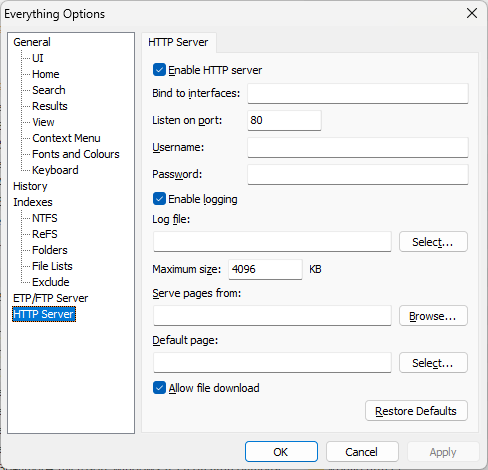 Everything Options
General
UI
Home
Search
Results
View
Context Menu
Fonts and Colours
Keyboard
History
Indexes
NTFS
ReFS
Folders
File Lists
Exclude
ETP/FTP Server
HTTP Server
HTTP Server
Enable HTTP server
Bind to interfaces:
Listen on port: 80
Username:
Password:
Enable logging
Log file:
Select...
Maximum size: 4096 KB
Serve pages from:
Browse...
Default page:
Select...
Allow file download
Restore Defaults
OK Cancel Apply